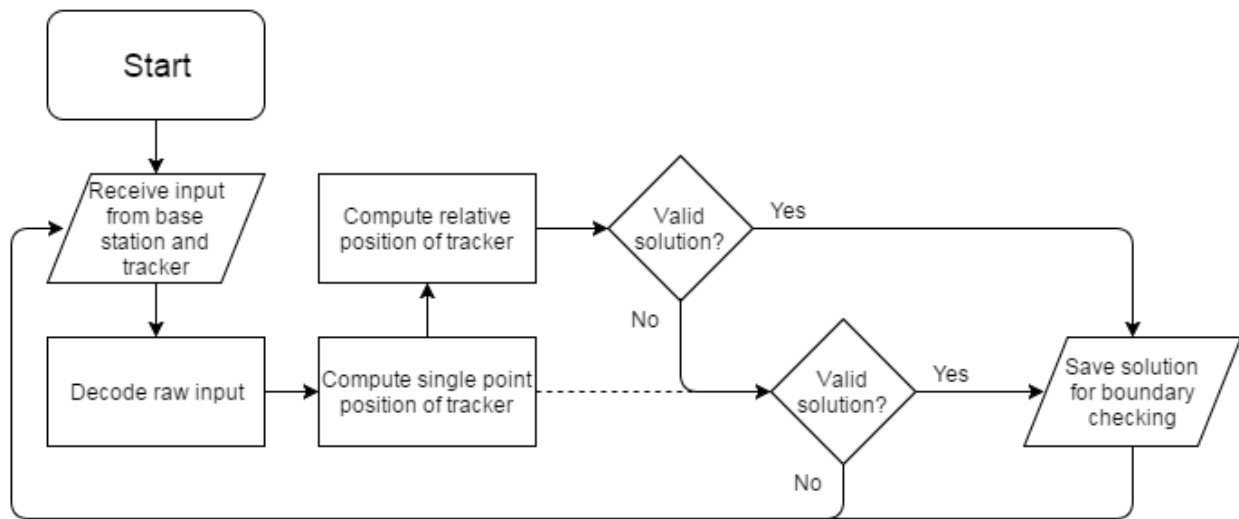 Start
Receive input
from base
station and
tracker
Decode raw input
Compute single point
position of tracker
Compute relative
position of tracker
Valid
solution?
Yes
No
Valid
solution?
Yes
No
Save solution
for boundary
checking